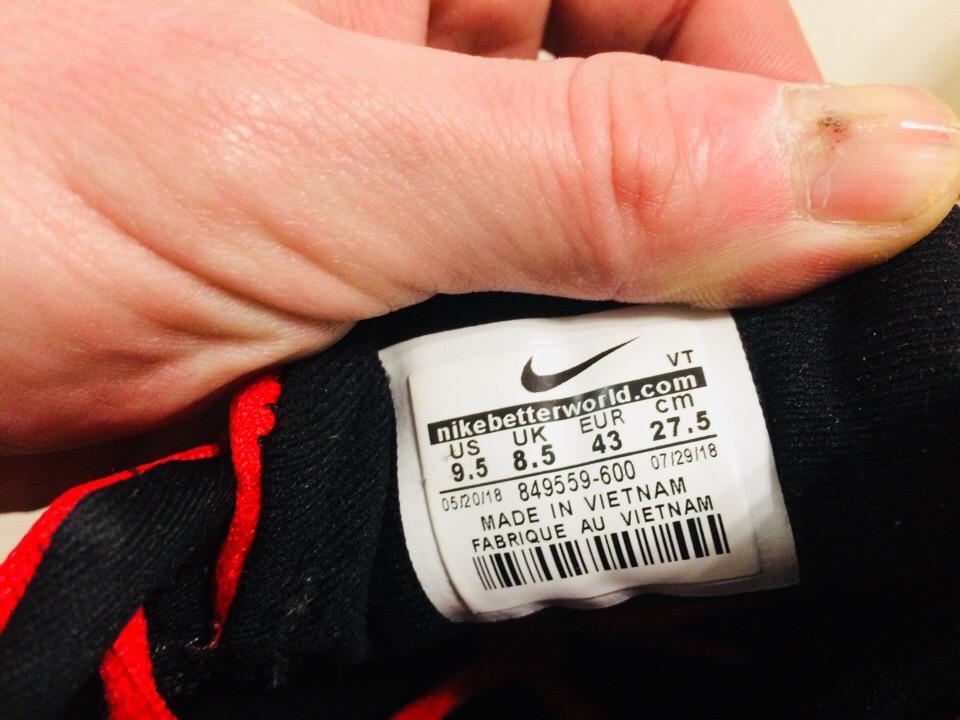 VT
nikebetterworld.com
US UK EUR cm
9.5 8.5 43 27.5
05/20/18 849559-600 07/29/18
MADE IN VIETNAM
FABRIQUE AU VIETNAM